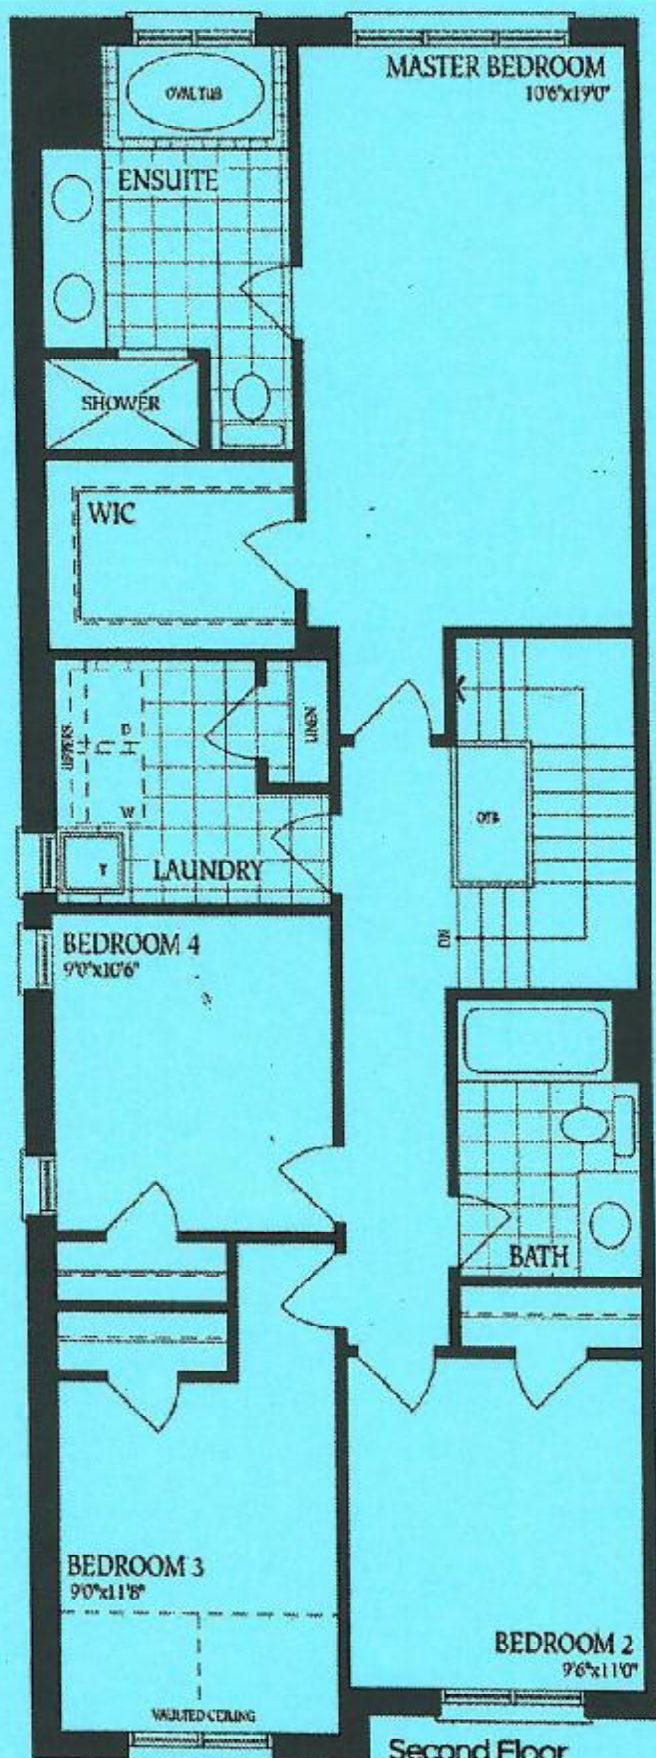 MASTER BEDROOM
10'6"x19'0"
OVAL TUB
ENSUITE
SHOWER
WIC
LINEN
UPPERS
D
W
T
LAUNDRY
OTB
DN
BEDROOM 4
9'0"x10'6"
BATH
BEDROOM 3
9'0"x11'8"
VAULTED CEILING
BEDROOM 2
9'6"x11'0"
Second Floor